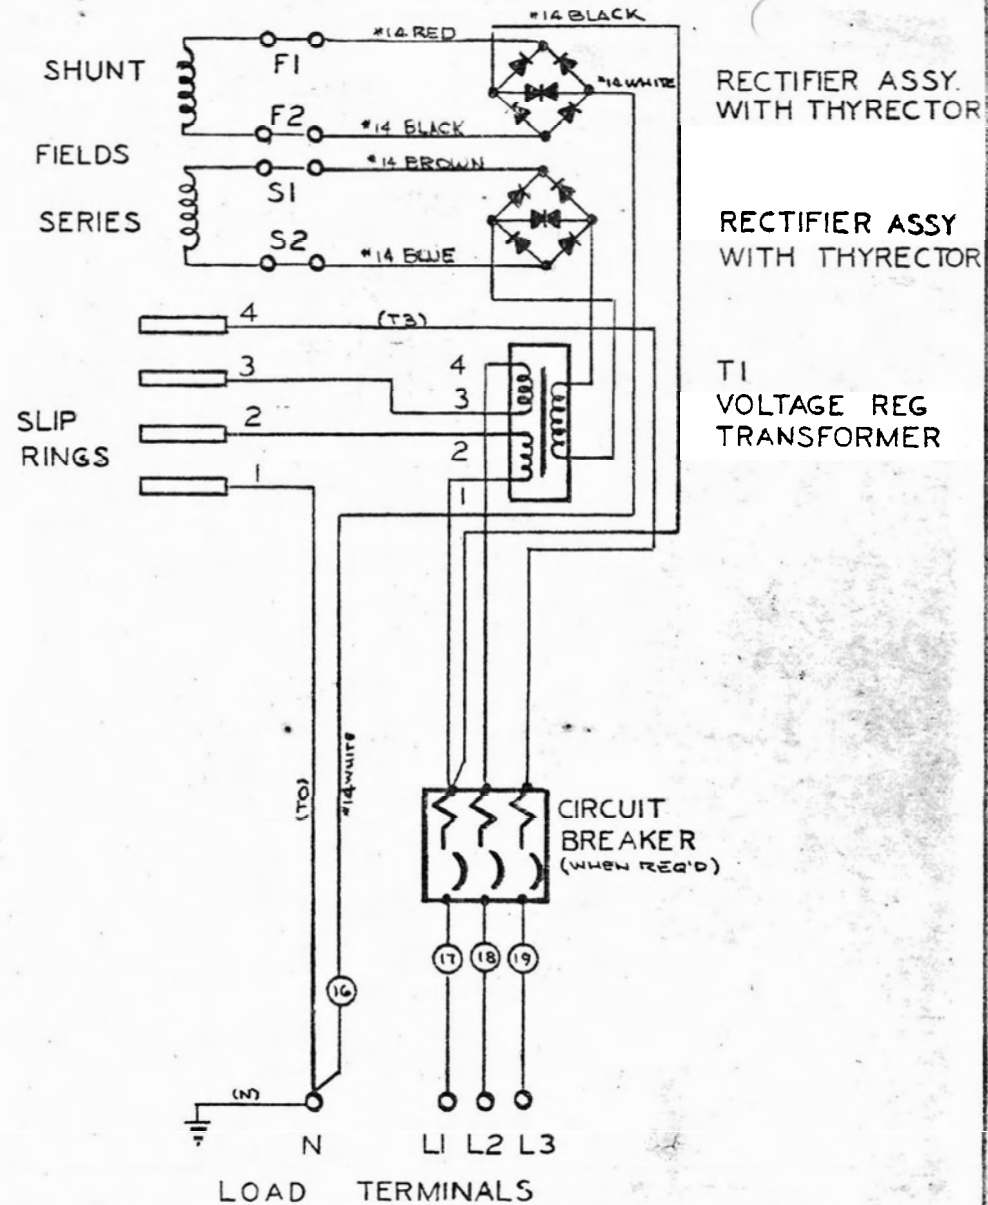 #14 BLACK
#14 RED
SHUNT
F1
#14 WHITE
RECTIFIER ASSY.
WITH THYRECTOR
F2
#14 BLACK
FIELDS
#14 BROWN
S1
SERIES
S2
#14 BLUE
RECTIFIER ASSY
WITH THYRECTOR
4
(T3)
3
4
3
T1
VOLTAGE REG
TRANSFORMER
SLIP
RINGS
2
2
1
1
(T0)
#14 WHITE
CIRCUIT
BREAKER
(WHEN REQ'D)
17
18
19
16
(N)
N
L1
L2
L3
LOAD TERMINALS